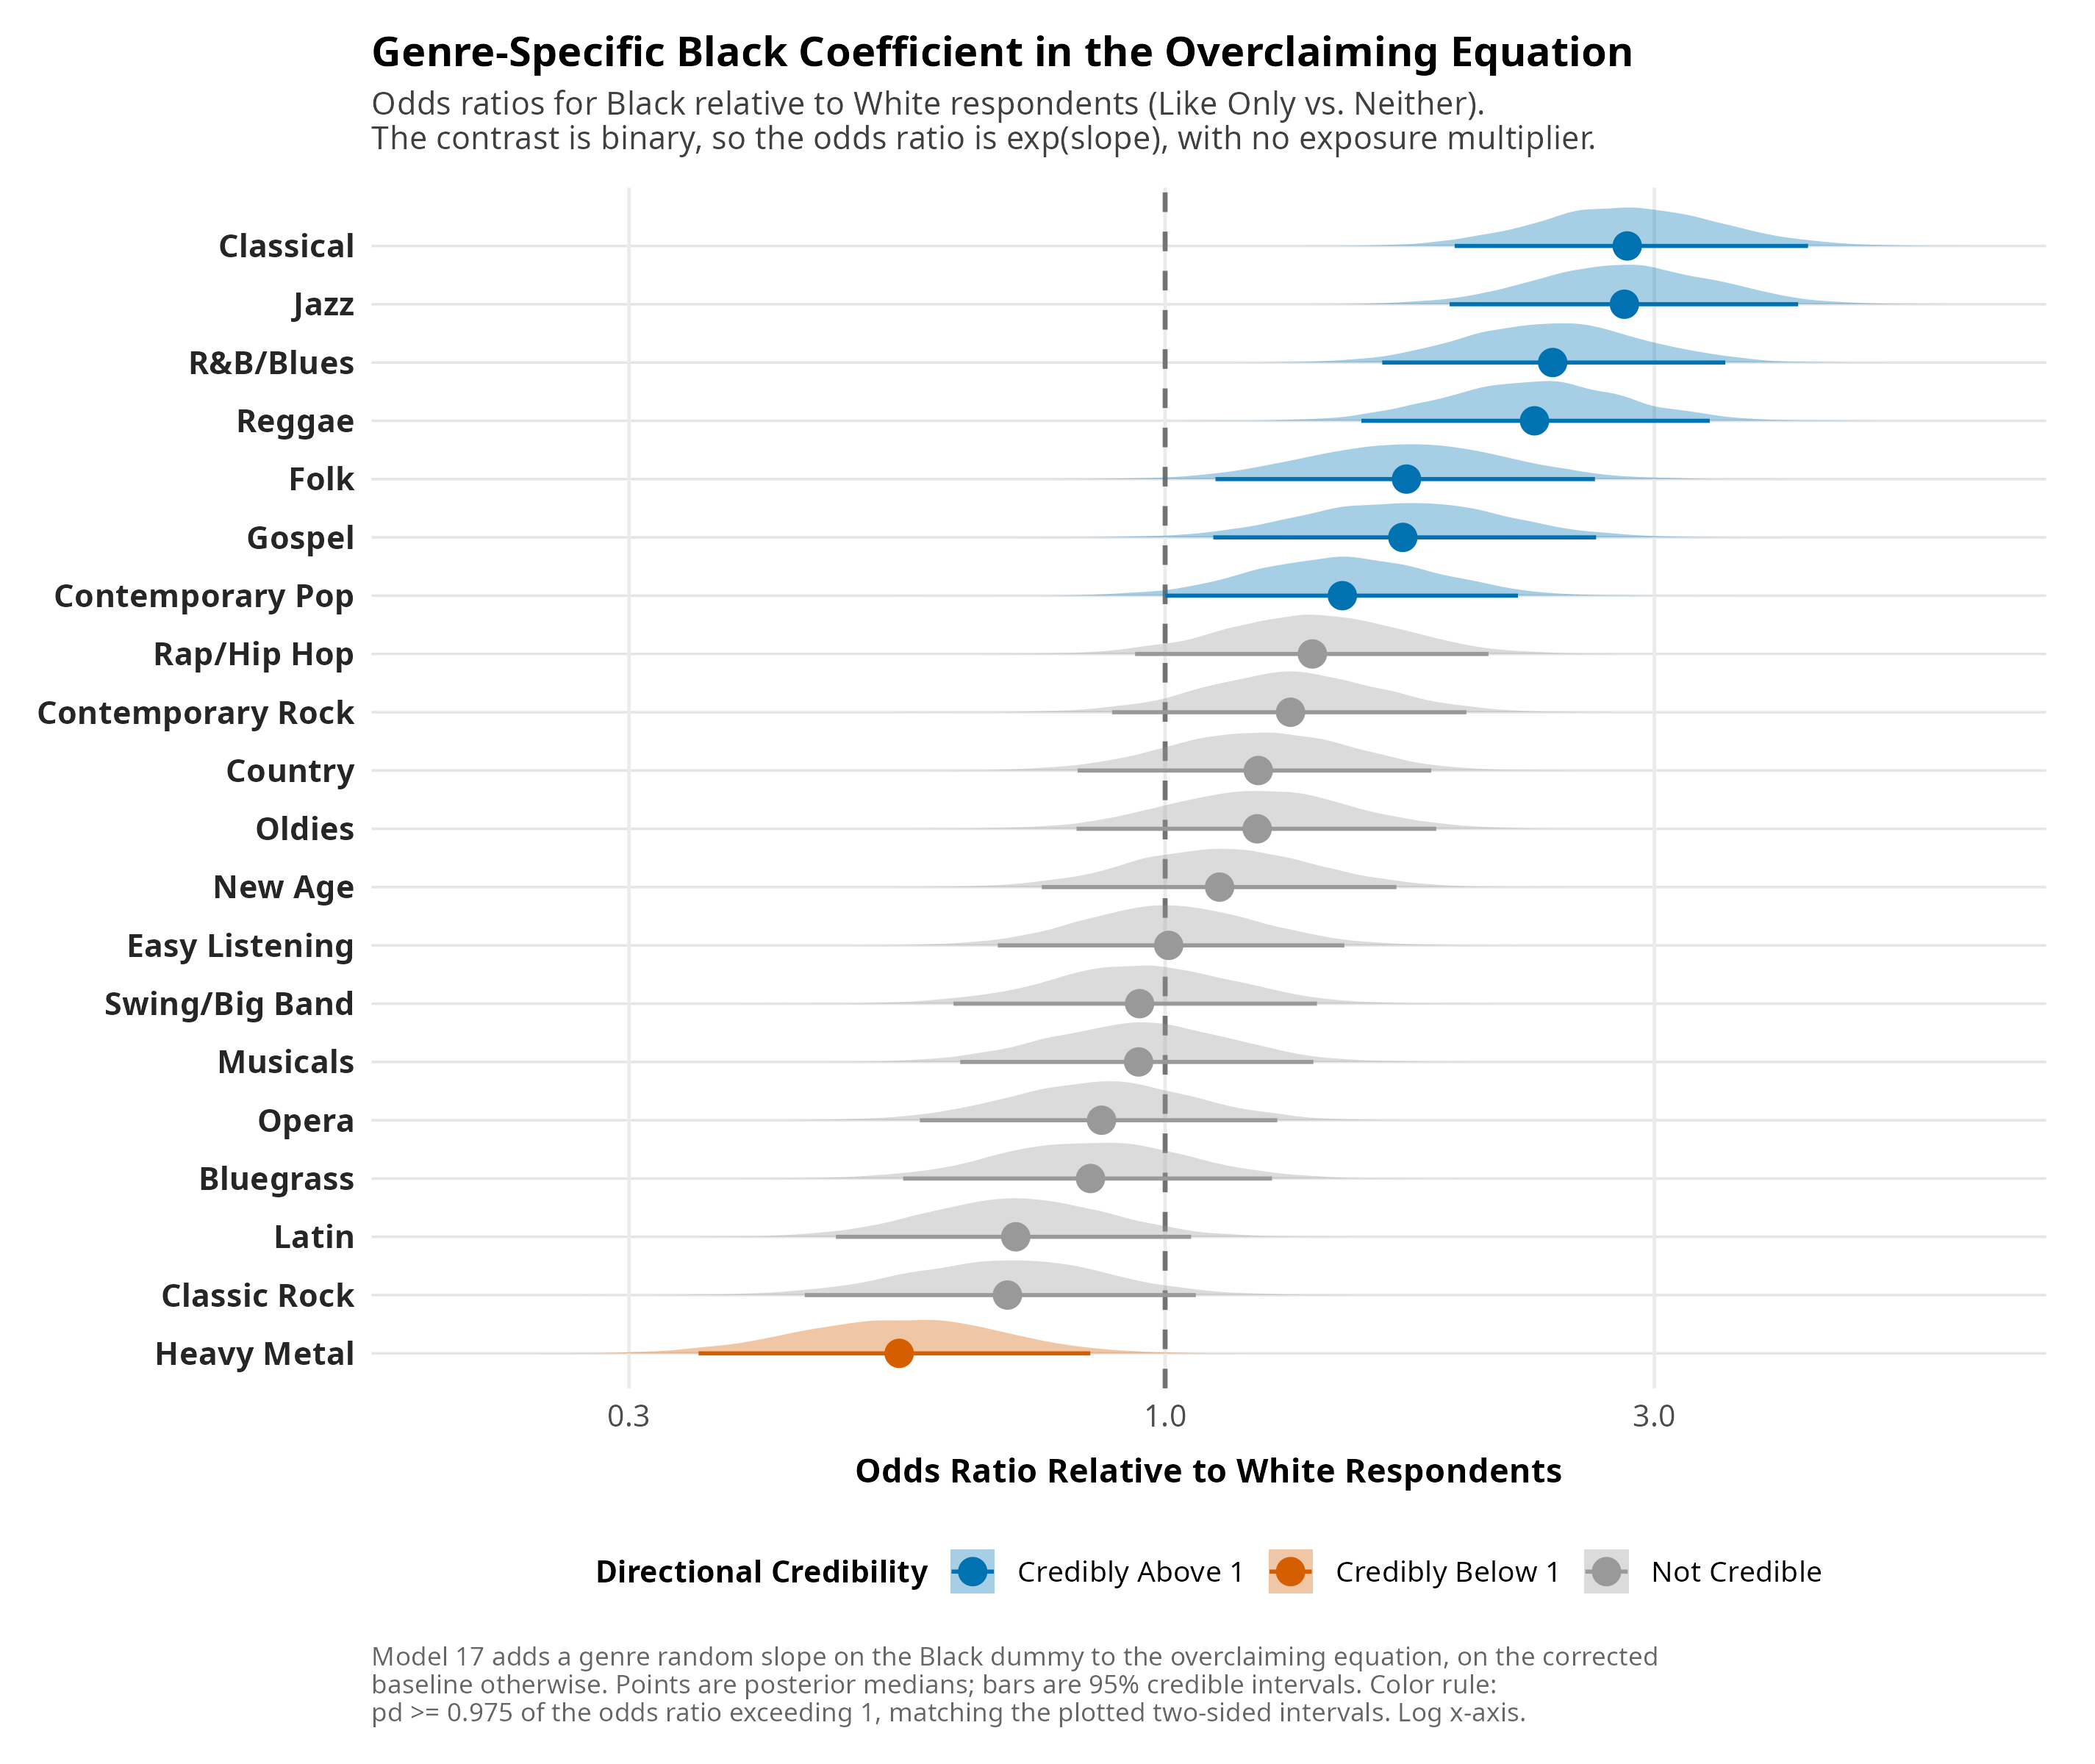 Genre-Specific Black Coefficient in the Overclaiming Equation
Odds ratios for Black relative to White respondents (Like Only vs. Neither).
The contrast is binary, so the odds ratio is exp(slope), with no exposure multiplier.
Classical
Jazz
R&B/Blues
Reggae
Folk
Gospel
Contemporary Pop
Rap/Hip Hop
Contemporary Rock
Country
Oldies
New Age
Easy Listening
Swing/Big Band
Musicals
Opera
Bluegrass
Latin
Classic Rock
Heavy Metal
0.3 1.0 3.0
Odds Ratio Relative to White Respondents
Directional Credibility Credibly Above 1 Credibly Below 1 Not Credible
Model 17 adds a genre random slope on the Black dummy to the overclaiming equation, on the corrected
baseline otherwise. Points are posterior medians; bars are 95% credible intervals. Color rule:
pd >= 0.975 of the odds ratio exceeding 1, matching the plotted two-sided intervals. Log x-axis.